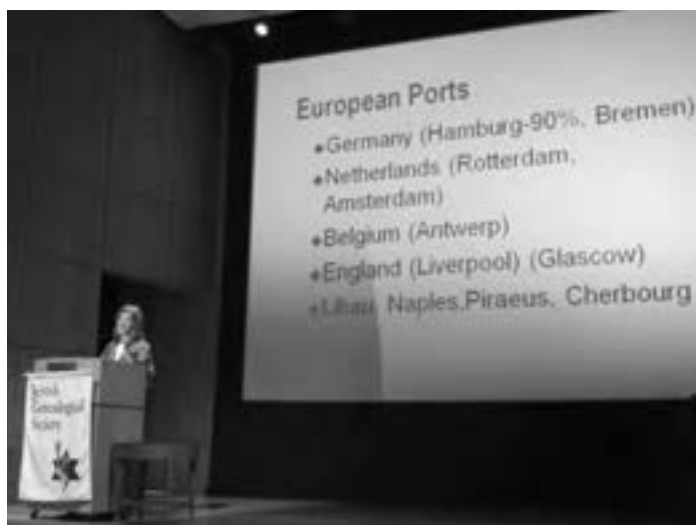 European Ports
•Germany (Hamburg-90%, Bremen)
•Netherlands (Rotterdam,
Amsterdam)
•Belgium (Antwerp)
•England (Liverpool) (Glascow)
•Libau, Naples,Piraeus, Cherbourg
Jewish
Genealogical
Society